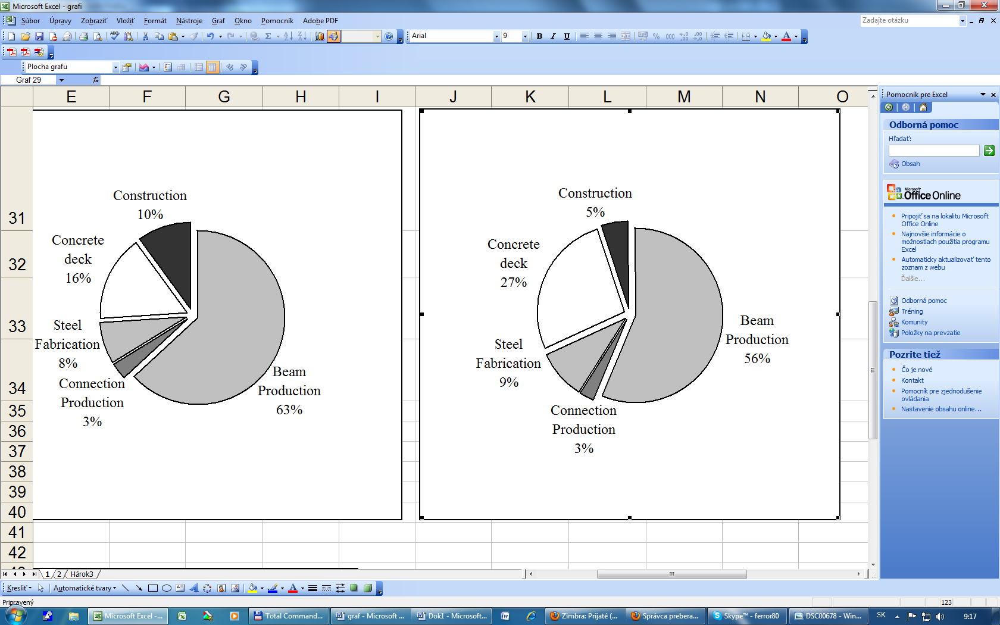 Microsoft Excel - grafi
Súbor Úpravy Zobraziť Vložiť Formát Nástroje Graf Okno Pomocník Adobe PDF
Zadajte otázku
Arial 9 B I U
Plocha grafu
Graf 29 fx
E F G H I J K L M N O
31
32
33
34
35
36
37
38
39
40
41
42
Construction
10%
Concrete
deck
16%
Steel
Fabrication
8%
Connection
Production
3%
Beam
Production
63%
Construction
5%
Concrete
deck
27%
Steel
Fabrication
9%
Connection
Production
3%
Beam
Production
56%
Pomocník pre Excel
Odborná pomoc
Hľadať:
Obsah
Microsoft
Office Online
Pripojiť sa na lokalitu Microsoft
Office Online
Najnovšie informácie o
možnostiach použitia programu
Excel
Automaticky aktualizovať tento
zoznam z webu
Ďalšie...
Odborná pomoc
Tréning
Komunity
Položky na prevzatie
Pozrite tiež
Čo je nové
Kontakt
Pomocník pre zjednodušenie
ovládania
Nastavenie obsahu online...
1 2 Hárok3
Kresliť Automatické tvary
Pripravený
123
Microsoft Excel -... Total Command... graf - Microsoft ... Dok1 - Microsoft... Zimbra: Prijaté (... Správca prebera... Skype™ - ferror80 DSC00678 - Win... SK 9:17